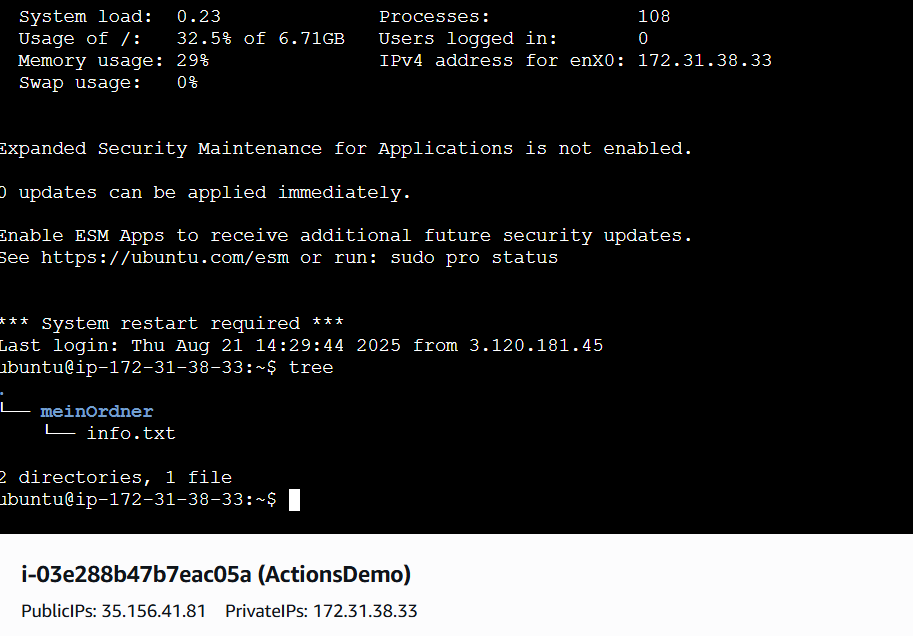 System load: 0.23 Processes: 108
Usage of /: 32.5% of 6.71GB Users logged in: 0
Memory usage: 29% IPv4 address for enX0: 172.31.38.33
Swap usage: 0%
Expanded Security Maintenance for Applications is not enabled.
0 updates can be applied immediately.
Enable ESM Apps to receive additional future security updates.
See https://ubuntu.com/esm or run: sudo pro status
*** System restart required ***
Last login: Thu Aug 21 14:29:44 2025 from 3.120.181.45
ubuntu@ip-172-31-38-33:~$ tree
.
└── meinOrdner
    └── info.txt
2 directories, 1 file
ubuntu@ip-172-31-38-33:~$
i-03e288b47b7eac05a (ActionsDemo)
PublicIPs: 35.156.41.81 PrivateIPs: 172.31.38.33